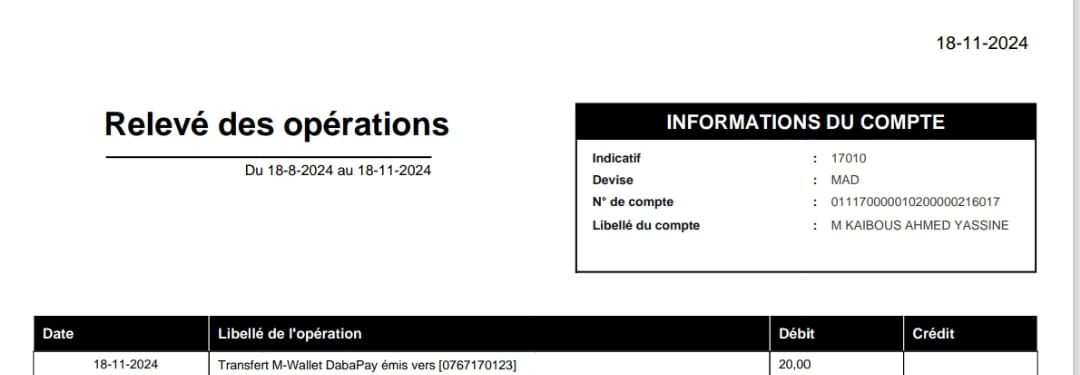 18-11-2024
Relevé des opérations
Du 18-8-2024 au 18-11-2024
INFORMATIONS DU COMPTE
Indicatif : 17010
Devise : MAD
N° de compte : 011170000010200000216017
Libellé du compte : M KAIBOUS AHMED YASSINE
Date Libellé de l'opération Débit Crédit
18-11-2024 Transfert M-Wallet DabaPay émis vers [0767170123] 20,00